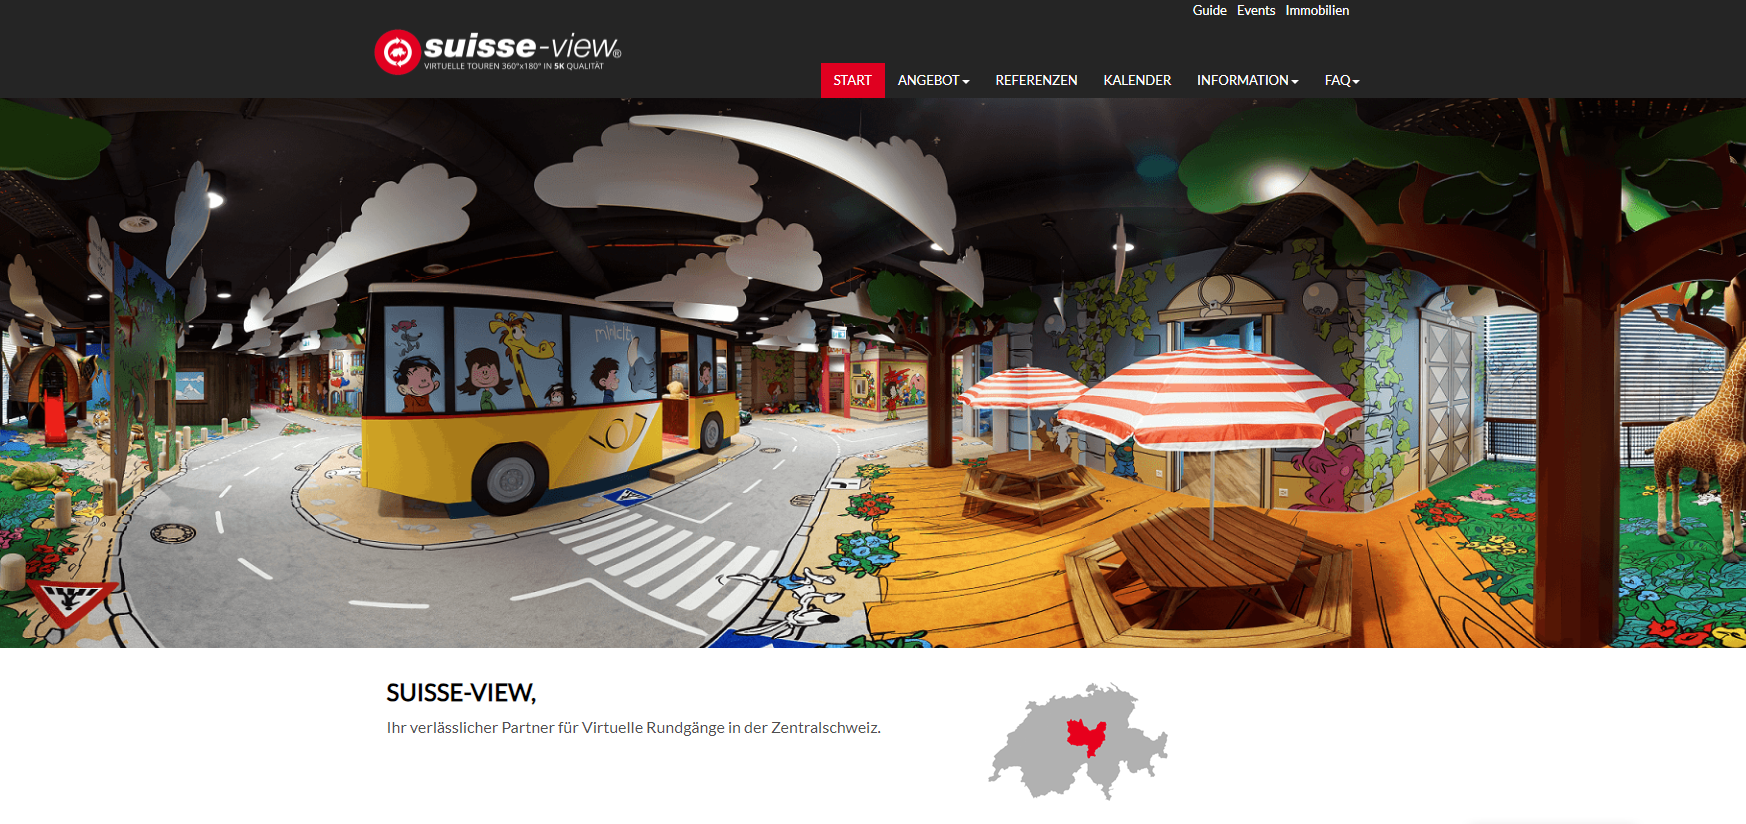 Guide Events Immobilien
suisse-view®
VIRTUELLE TOUREN 360°x180° IN 5K QUALITÄT
START ANGEBOT REFERENZEN KALENDER INFORMATION FAQ
minicity
SUISSE-VIEW,
Ihr verlässlicher Partner für Virtuelle Rundgänge in der Zentralschweiz.